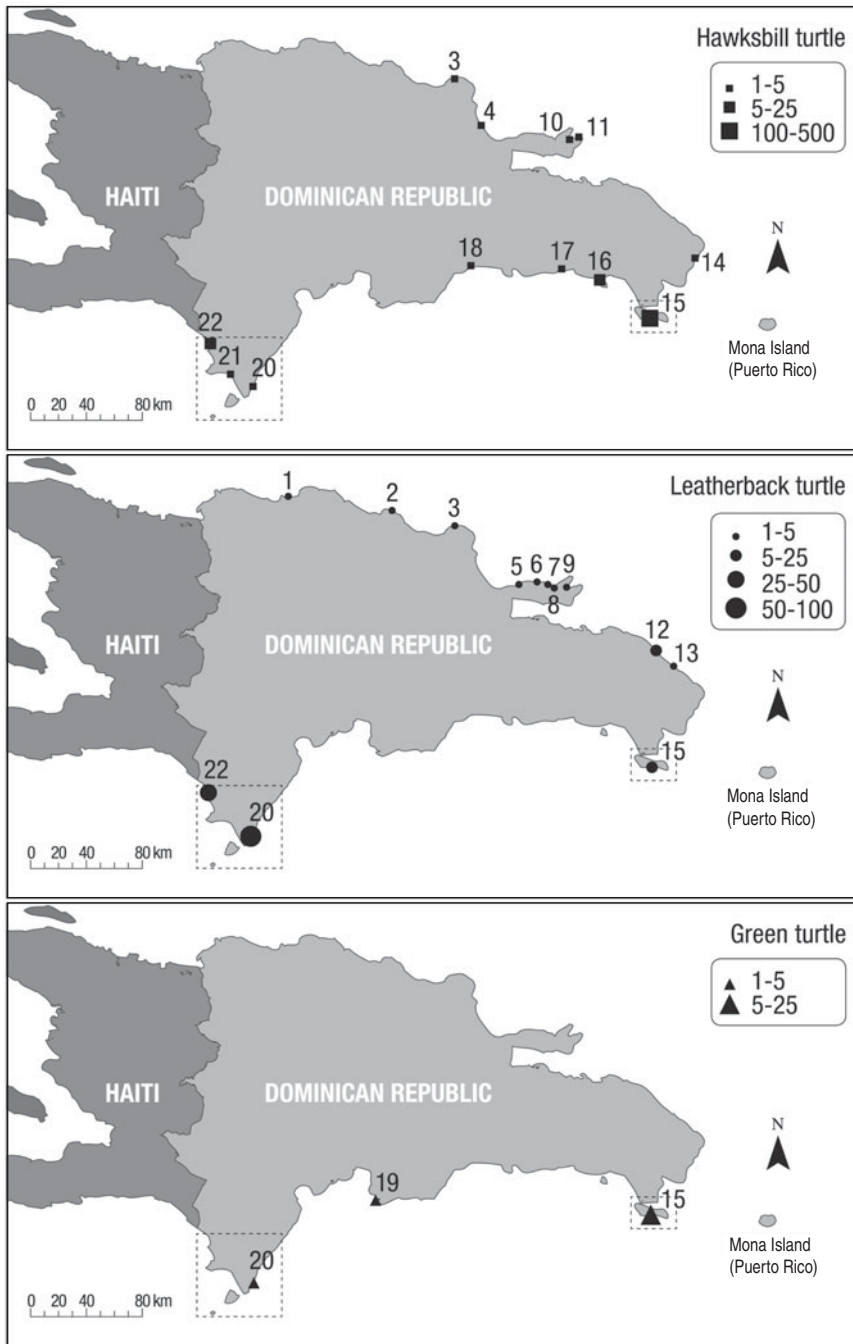 Hawksbill turtle
1-5
5-25
100-500
3
4
10
11
HAITI
DOMINICAN REPUBLIC
18
17
16
14
15
N
22
21
20
Mona Island
(Puerto Rico)
0 20 40 80 km
Leatherback turtle
1-5
5-25
25-50
50-100
1
2
3
5
6
7
9
8
12
13
HAITI
DOMINICAN REPUBLIC
N
15
22
20
Mona Island
(Puerto Rico)
0 20 40 80 km
Green turtle
1-5
5-25
HAITI
DOMINICAN REPUBLIC
N
19
15
20
Mona Island
(Puerto Rico)
0 20 40 80 km